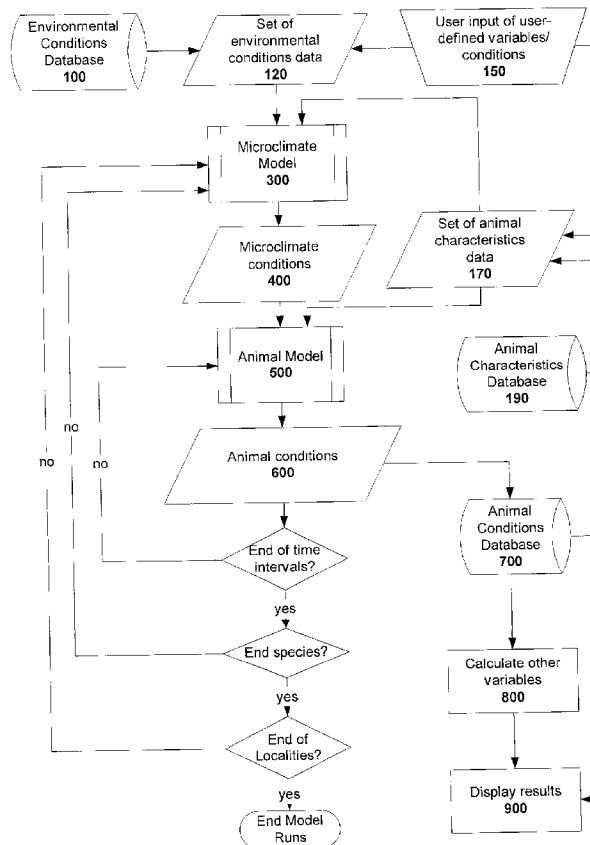 Environmental
Conditions
Database
100
Set of
environmental
conditions data
120
User input of user-
defined variables/
conditions
150
Microclimate
Model
300
Microclimate
conditions
400
Set of animal
characteristics
data
170
Animal Model
500
Animal
Characteristics
Database
190
no
no
no
Animal conditions
600
Animal
Conditions
Database
700
End of time
intervals?
yes
End species?
yes
Calculate other
variables
800
End of
Localities?
yes
Display results
900
End Model
Runs